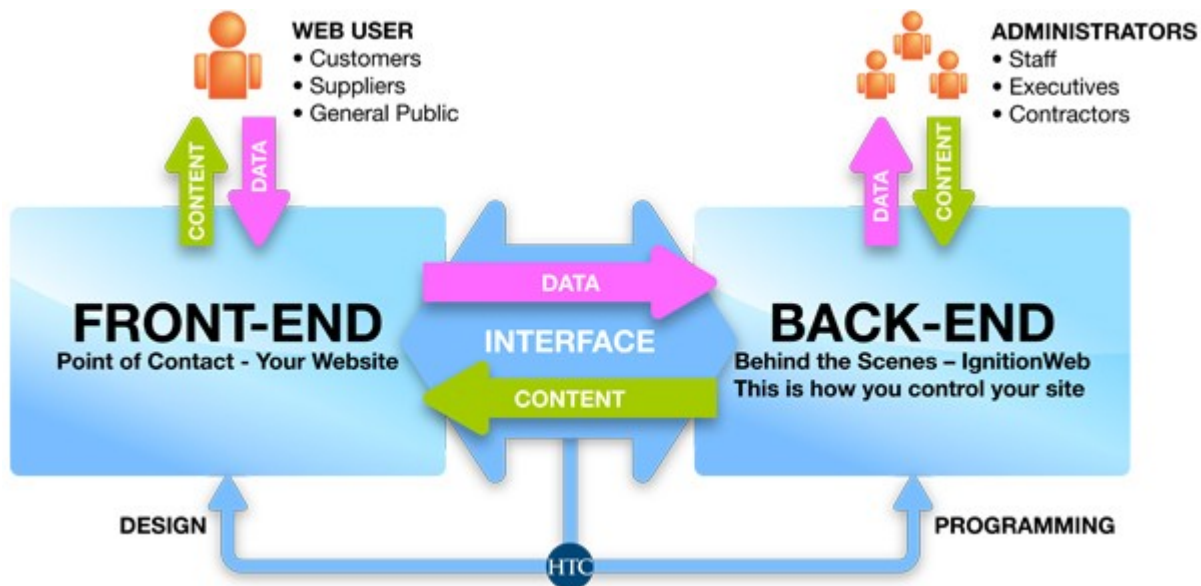 WEB USER
• Customers
• Suppliers
• General Public
ADMINISTRATORS
• Staff
• Executives
• Contractors
CONTENT
DATA
DATA
CONTENT
FRONT-END
Point of Contact - Your Website
DATA
INTERFACE
CONTENT
BACK-END
Behind the Scenes – IgnitionWeb
This is how you control your site
DESIGN
HTC
PROGRAMMING